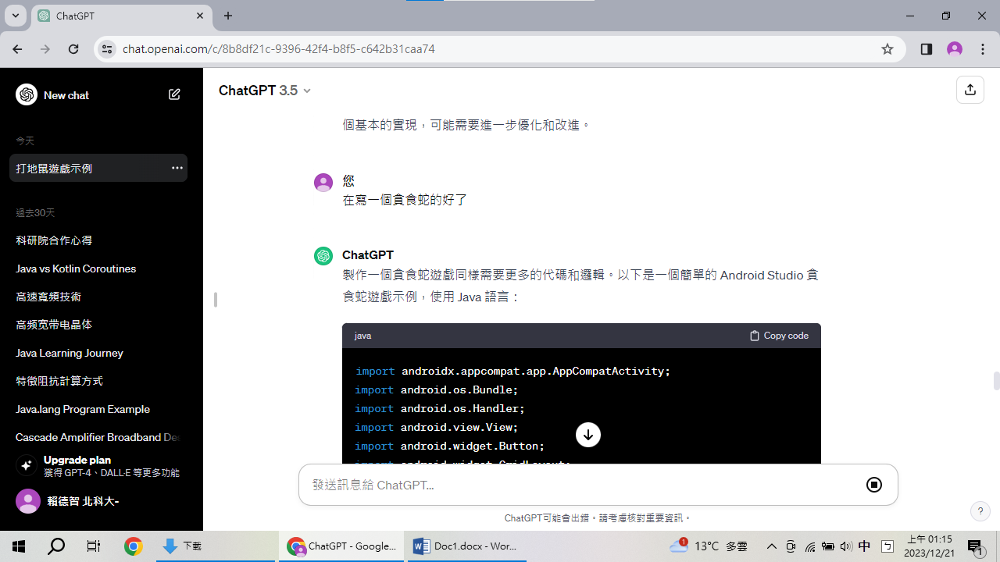 ChatGPT
chat.openai.com/c/8b8df21c-9396-42f4-b8f5-c642b31caa74
New chat
今天
打地鼠遊戲示例
過去30天
科研院合作心得
Java vs Kotlin Coroutines
高速寬頻技術
高频宽带电晶体
Java Learning Journey
特徵阻抗計算方式
Java.lang Program Example
Cascade Amplifier Broadband De
Upgrade plan
獲得 GPT-4、DALL·E 等更多功能
賴德智 北科大-
ChatGPT 3.5
個基本的實現，可能需要進一步優化和改進。
您
在寫一個貪食蛇的好了
ChatGPT
製作一個貪食蛇遊戲同樣需要更多的代碼和邏輯。以下是一個簡單的 Android Studio 貪
食蛇遊戲示例，使用 Java 語言：
java
Copy code
import androidx.appcompat.app.AppCompatActivity;
import android.os.Bundle;
import android.os.Handler;
import android.view.View;
import android.widget.Button;
import android.widget.GridLayout;
發送訊息給 ChatGPT...
ChatGPT可能會出錯。請考慮核對重要資訊。
?
下載
ChatGPT - Google...
Doc1.docx - Wor...
1
13°C 多雲
中
ㄅ
上午 01:15
2023/12/21
1